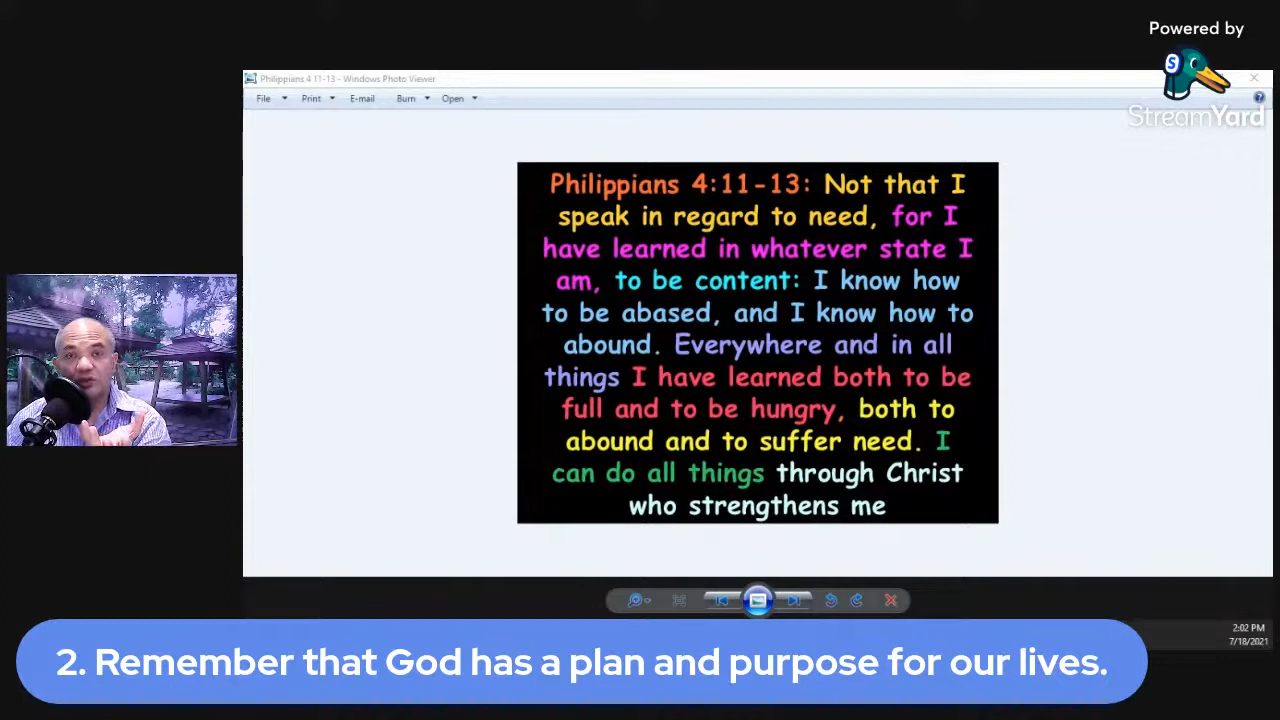 Powered by
StreamYard
Philippians 4 11-13 - Windows Photo Viewer
File Print E-mail Burn Open
Philippians 4:11-13: Not that I
speak in regard to need, for I
have learned in whatever state I
am, to be content: I know how
to be abased, and I know how to
abound. Everywhere and in all
things I have learned both to be
full and to be hungry, both to
abound and to suffer need. I
can do all things through Christ
who strengthens me
2:02 PM
7/18/2021
2. Remember that God has a plan and purpose for our lives.